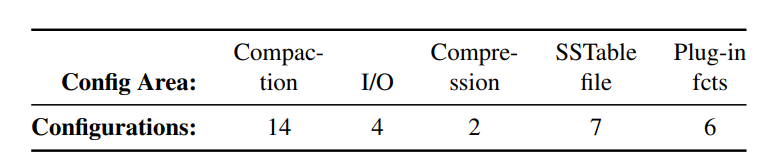 Compac- Compre- SSTable Plug-in
Config Area: tion I/O ssion file fcts
Configurations: 14 4 2 7 6